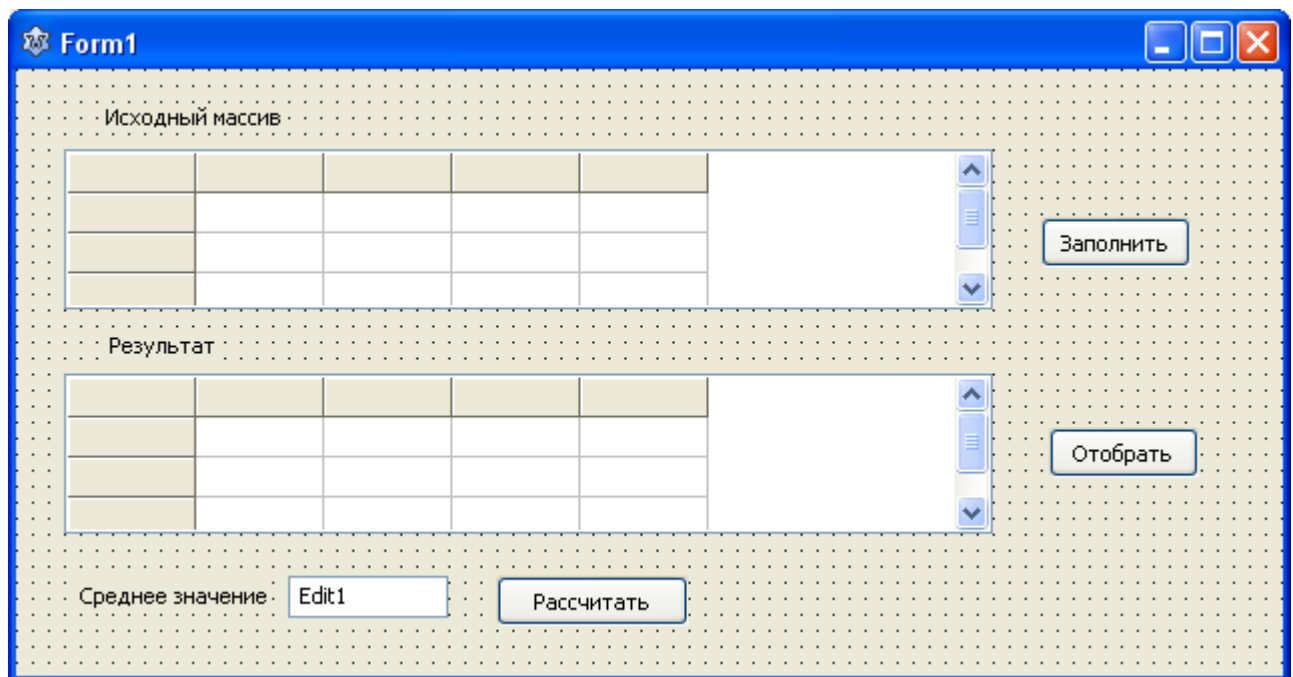 Form1
Исходный массив
Заполнить
Результат
Отобрать
Среднее значение Edit1 Рассчитать